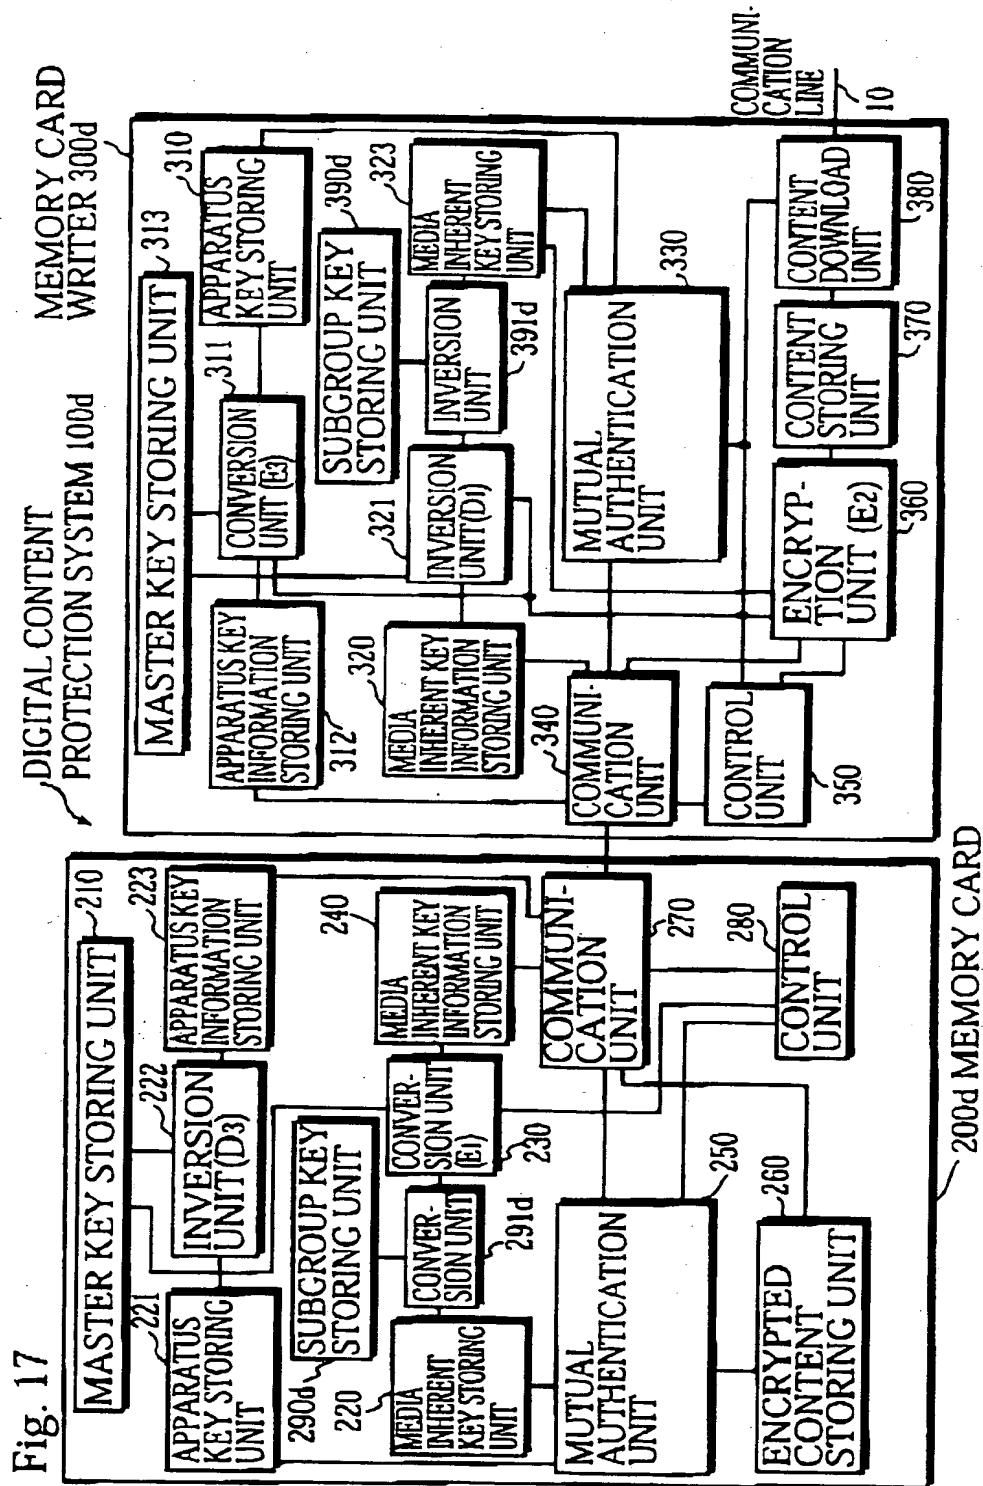 Fig. 17
DIGITAL CONTENT
PROTECTION SYSTEM 100d
MASTER KEY STORING UNIT
210
221
APPARATUS
KEY STORING
UNIT
222
INVERSION
UNIT(D3)
223
APPARATUS KEY
INFORMATION
STORING UNIT
290d
SUBGROUP KEY
STORING UNIT
220
MEDIA
INHERENT
KEY STORING
UNIT
CONVER-
SION UNIT
291d
CONVER-
SION UNIT
(E1)
230
240
MEDIA
INHERENT KEY
INFORMATION
STORING UNIT
MUTUAL
AUTHENTICATION
UNIT
250
COMMUNI-
CATION
UNIT
270
260
ENCRYPTED
CONTENT
STORING UNIT
280
CONTROL
UNIT
200d MEMORY CARD
MEMORY CARD
WRITER 300d
MASTER KEY STORING UNIT
313
APPARATUS KEY
INFORMATION
STORING UNIT
312
311
CONVERSION
UNIT (E3)
310
APPARATUS
KEY STORING
UNIT
SUBGROUP KEY
STORING UNIT
390d
320
MEDIA
INHERENT KEY
INFORMATION
STORING UNIT
321
INVERSION
UNIT(D1)
INVERSION
UNIT
391d
323
MEDIA
INHERENT
KEY STORING
UNIT
340
COMMUNI-
CATION
UNIT
MUTUAL
AUTHENTICATION
UNIT
330
CONTROL
UNIT
350
ENCRYP-
TION
UNIT (E2)
360
CONTENT
STORING
UNIT
370
CONTENT
DOWNLOAD
UNIT
380
COMMUNI-
CATION
LINE
10